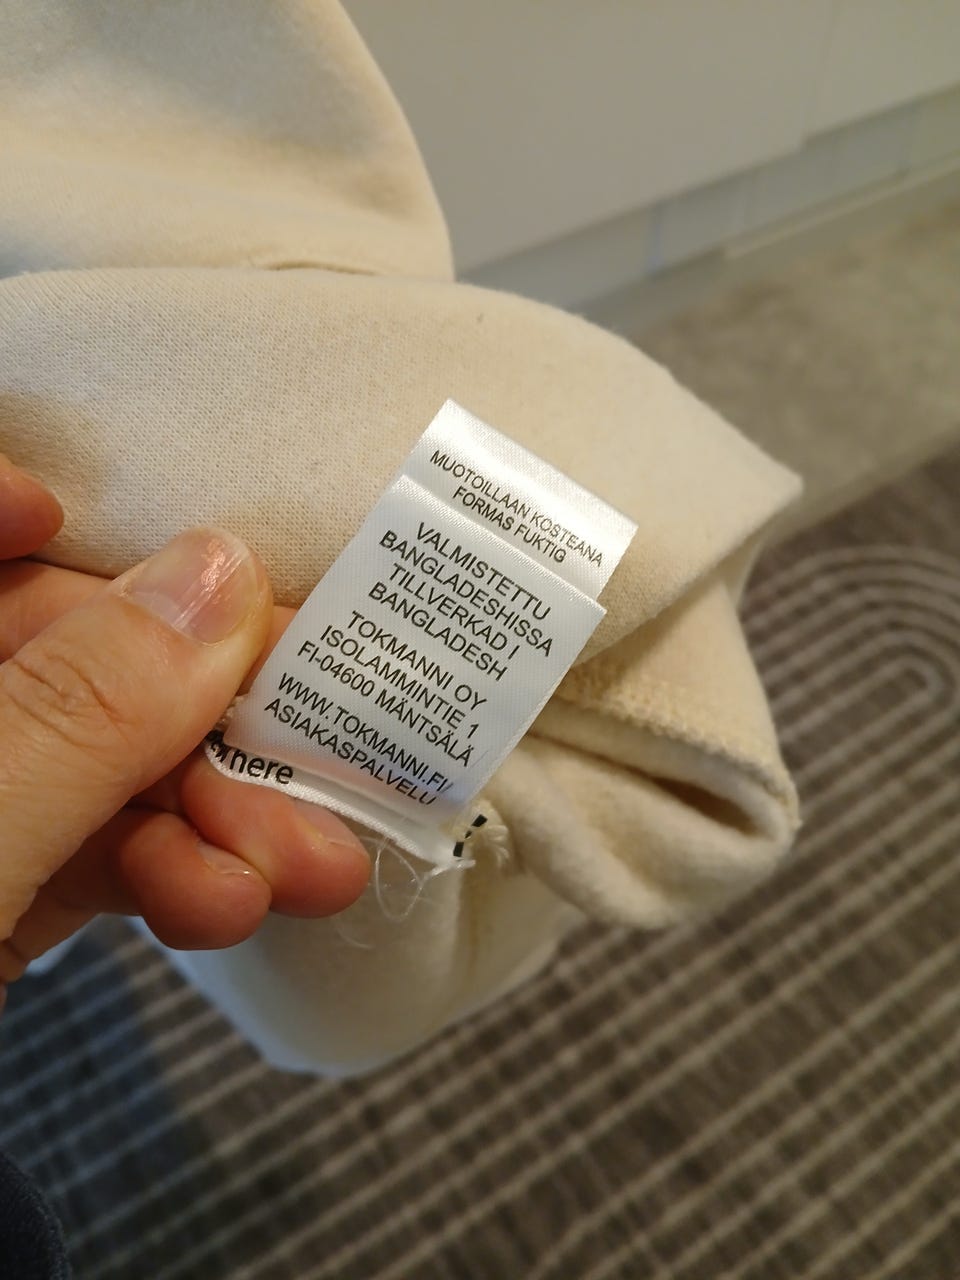 MUOTOILLAAN KOSTEANA
FORMAS FUKTIG
VALMISTETTU
BANGLADESHISSA
TILLVERKAD I
BANGLADESH
TOKMANNI OY
ISOLAMMINTIE 1
FI-04600 MÄNTSÄLÄ
WWW.TOKMANNI.FI/
ASIAKASPALVELU
here